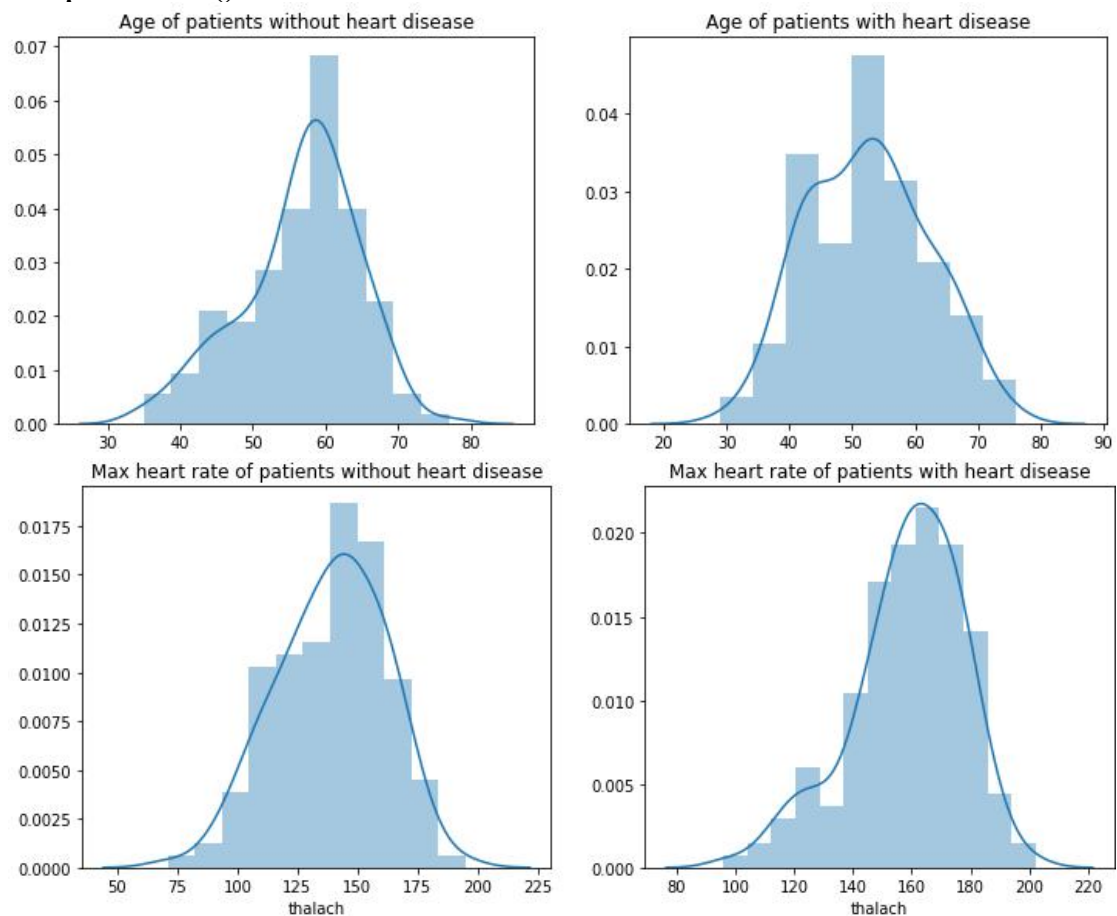 Age of patients without heart disease
0.07
0.06
0.05
0.04
0.03
0.02
0.01
0.00
30 40 50 60 70 80
Age of patients with heart disease
0.04
0.03
0.02
0.01
0.00
20 30 40 50 60 70 80 90
Max heart rate of patients without heart disease
0.0175
0.0150
0.0125
0.0100
0.0075
0.0050
0.0025
0.0000
50 75 100 125 150 175 200 225
thalach
Max heart rate of patients with heart disease
0.020
0.015
0.010
0.005
0.000
80 100 120 140 160 180 200 220
thalach